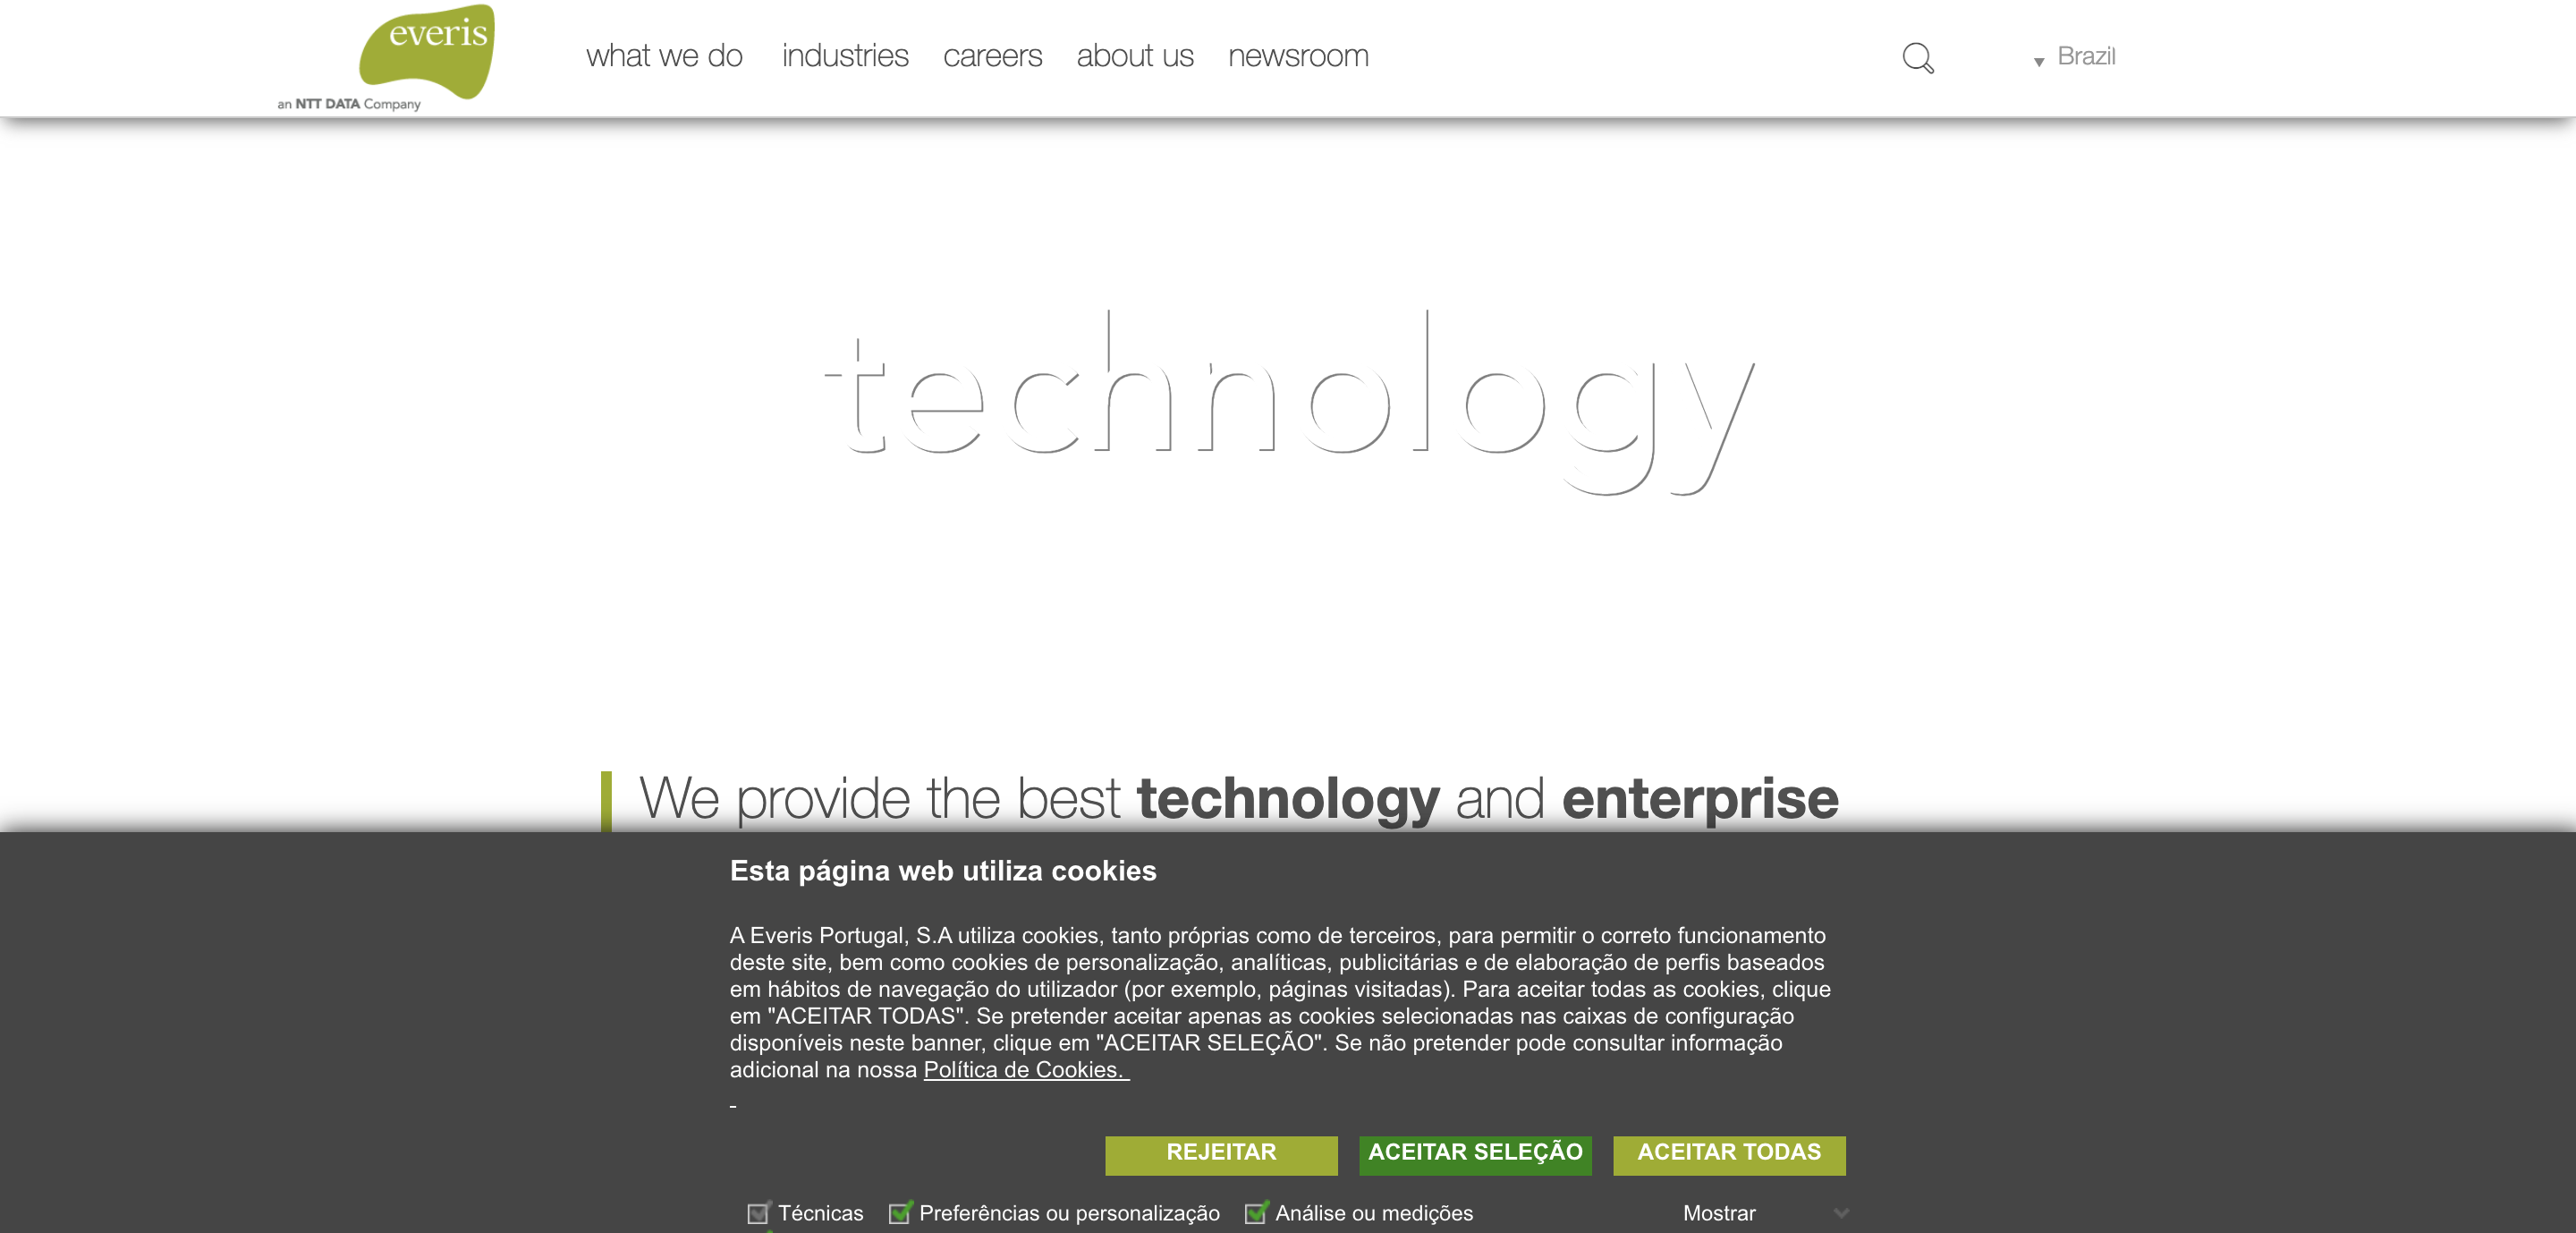 everis
an NTT DATA Company
what we do industries careers about us newsroom
Brazil
technology
We provide the best technology and enterprise
Esta página web utiliza cookies
A Everis Portugal, S.A utiliza cookies, tanto próprias como de terceiros, para permitir o correto funcionamento
deste site, bem como cookies de personalização, analíticas, publicitárias e de elaboração de perfis baseados
em hábitos de navegação do utilizador (por exemplo, páginas visitadas). Para aceitar todas as cookies, clique
em "ACEITAR TODAS". Se pretender aceitar apenas as cookies selecionadas nas caixas de configuração
disponíveis neste banner, clique em "ACEITAR SELEÇÃO". Se não pretender pode consultar informação
adicional na nossa Política de Cookies.
REJEITAR ACEITAR SELEÇÃO ACEITAR TODAS
Técnicas Preferências ou personalização Análise ou medições Mostrar